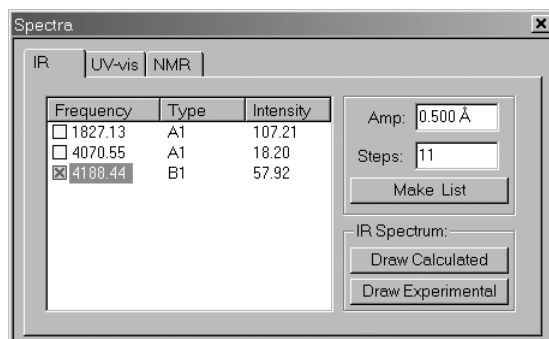 Spectra
IR UV-vis NMR
Frequency Type Intensity
1827.13 A1 107.21
4070.55 A1 18.20
4188.44 B1 57.92
Amp: 0.500 Å
Steps: 11
Make List
IR Spectrum:
Draw Calculated
Draw Experimental